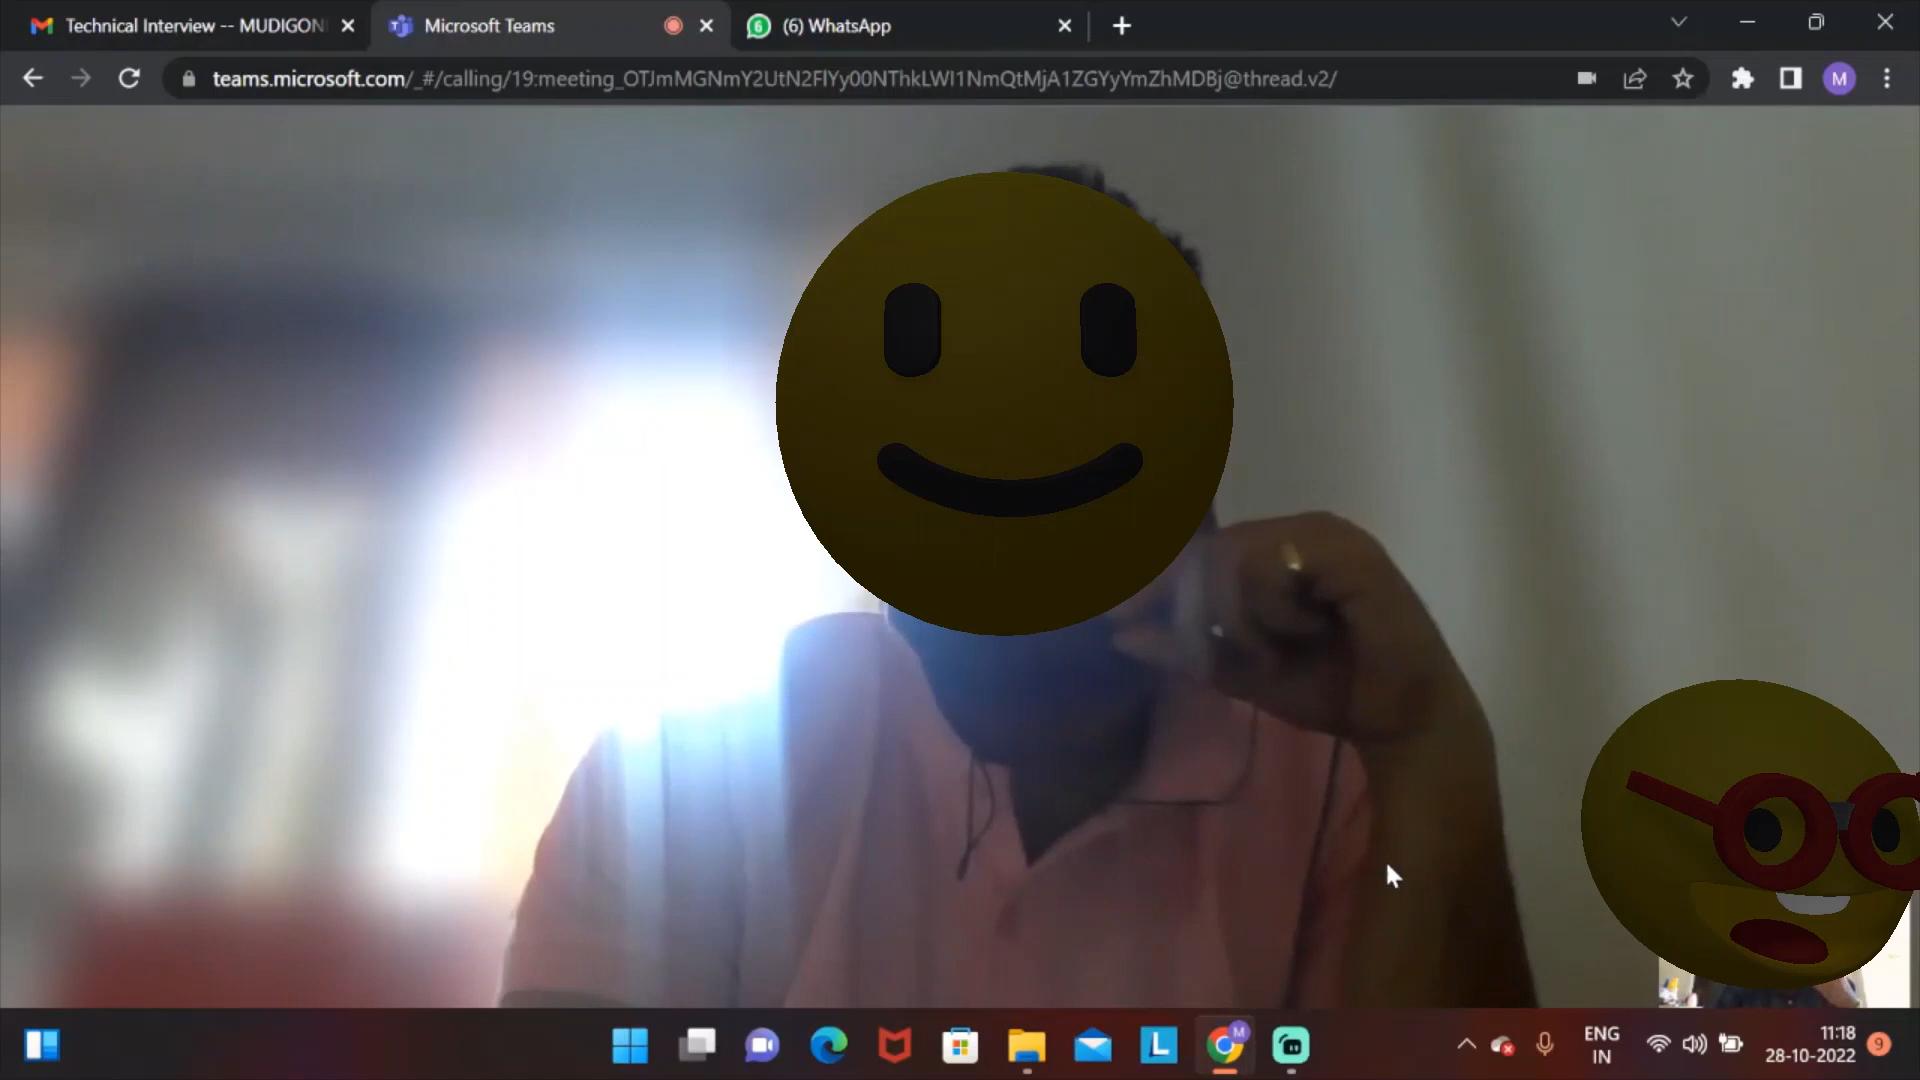 Technical Interview -- MUDIGON
Microsoft Teams
6
(6) WhatsApp
teams.microsoft.com/_#/calling/19:meeting_OTJmMGNmY2UtN2FlYy00NThkLWI1NmQtMjA1ZGYyYmZhMDBj@thread.v2/
M
L
M
ENG
IN
11:18
28-10-2022
9